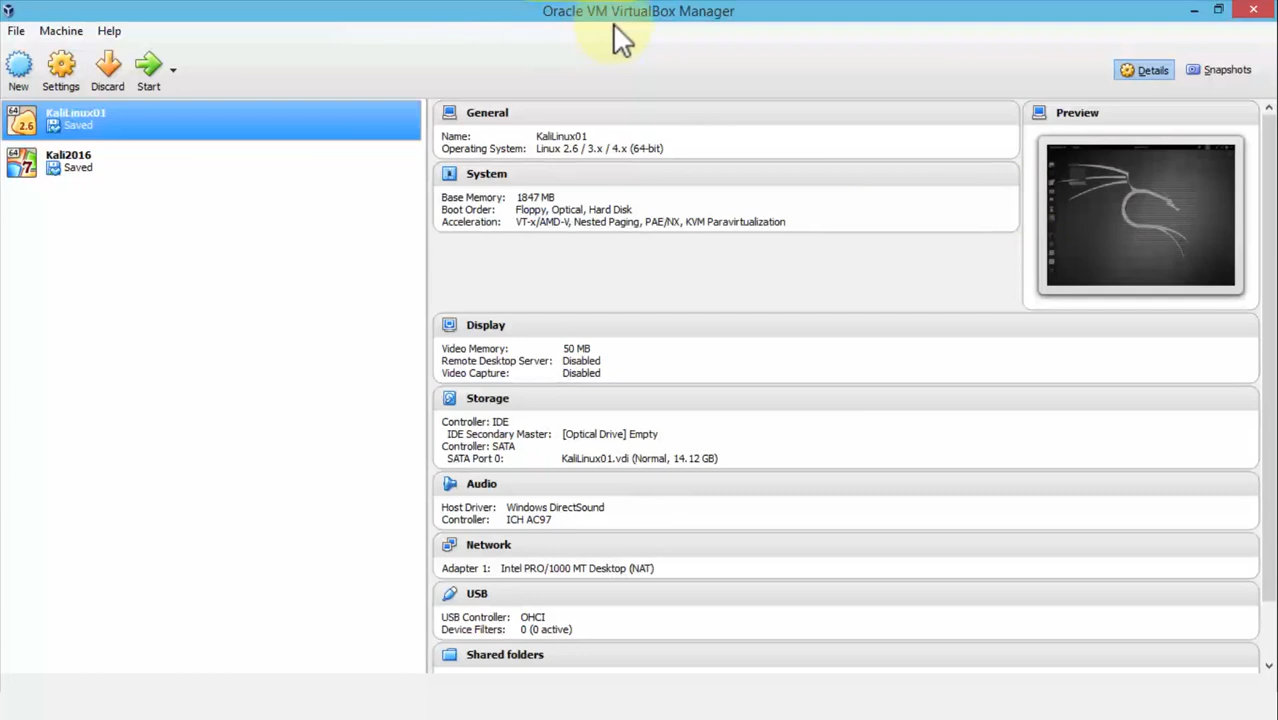 Oracle VM VirtualBox Manager
File Machine Help
New Settings Discard Start
Details Snapshots
64 2.6 KaliLinux01
Saved
64 7 Kali2016
Saved
General
Name: KaliLinux01
Operating System: Linux 2.6 / 3.x / 4.x (64-bit)
System
Base Memory: 1847 MB
Boot Order: Floppy, Optical, Hard Disk
Acceleration: VT-x/AMD-V, Nested Paging, PAE/NX, KVM Paravirtualization
Preview
Display
Video Memory: 50 MB
Remote Desktop Server: Disabled
Video Capture: Disabled
Storage
Controller: IDE
IDE Secondary Master: [Optical Drive] Empty
Controller: SATA
SATA Port 0: KaliLinux01.vdi (Normal, 14.12 GB)
Audio
Host Driver: Windows DirectSound
Controller: ICH AC97
Network
Adapter 1: Intel PRO/1000 MT Desktop (NAT)
USB
USB Controller: OHCI
Device Filters: 0 (0 active)
Shared folders